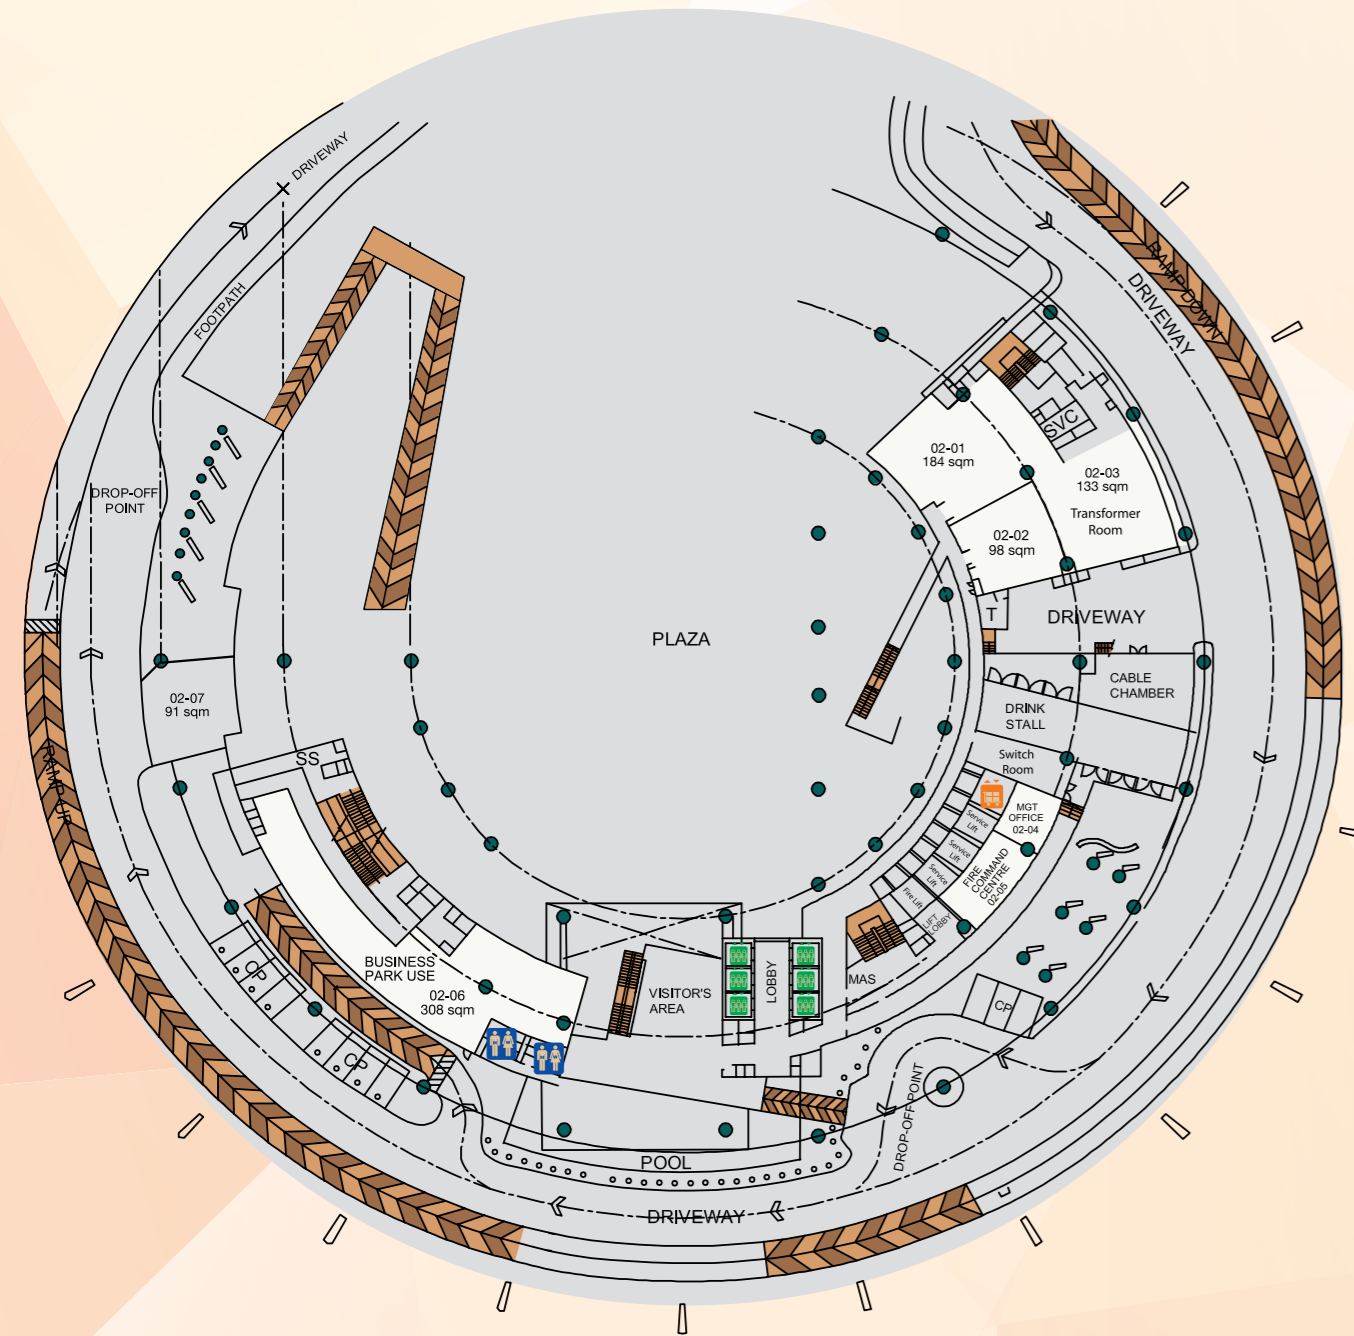 DRIVEWAY
FOOTPATH
RAMP DOWN
DRIVEWAY
SVC
02-01
184 sqm
02-03
133 sqm
Transformer
Room
02-02
98 sqm
DROP-OFF
POINT
T
DRIVEWAY
PLAZA
CABLE
CHAMBER
02-07
91 sqm
DRINK
STALL
SS
Switch
Room
RAMP UP
MGT
OFFICE
02-04
Service
Lift
Service
Lift
Service
Lift
Fire Lift
LIFT
LOBBY
FIRE
COMMAND
CENTRE
02-05
BUSINESS
PARK USE
02-06
308 sqm
VISITOR'S
AREA
LOBBY
MAS
CP
CP
CP
DROP-OFF POINT
POOL
DRIVEWAY